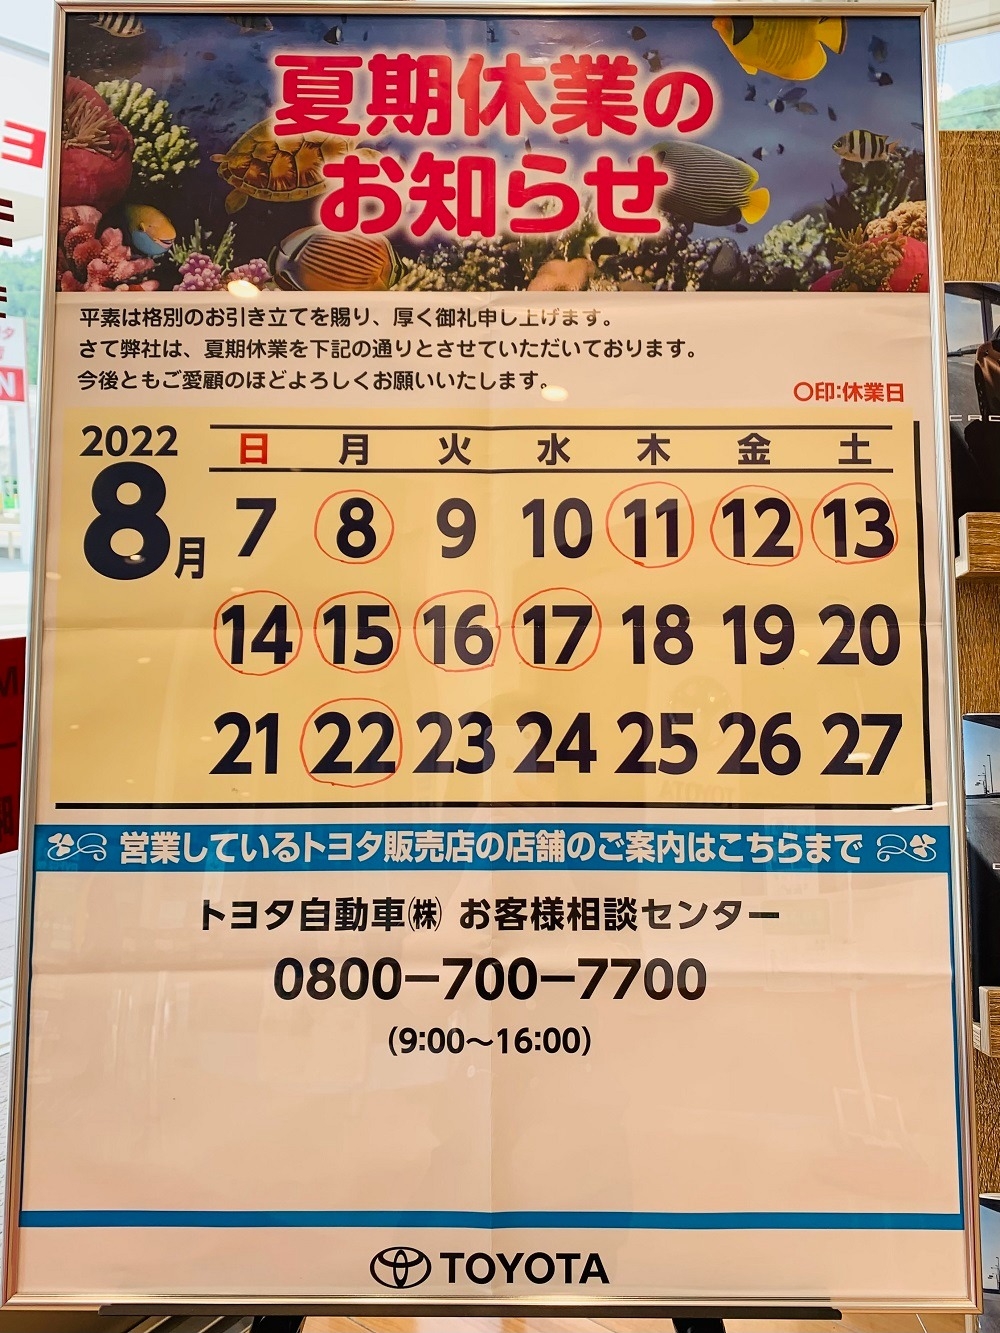 夏期休業の
お知らせ
平素は格別のお引き立てを賜り、厚く御礼申し上げます。
さて弊社は、夏期休業を下記の通りとさせていただいております。
今後ともご愛顧のほどよろしくお願いいたします。
〇印:休業日
2022
8月
日 月 火 水 木 金 土
7 8 9 10 11 12 13
14 15 16 17 18 19 20
21 22 23 24 25 26 27
営業しているトヨタ販売店の店舗のご案内はこちらまで
トヨタ自動車㈱ お客様相談センター
0800－700－7700
(9:00～16:00)
TOYOTA